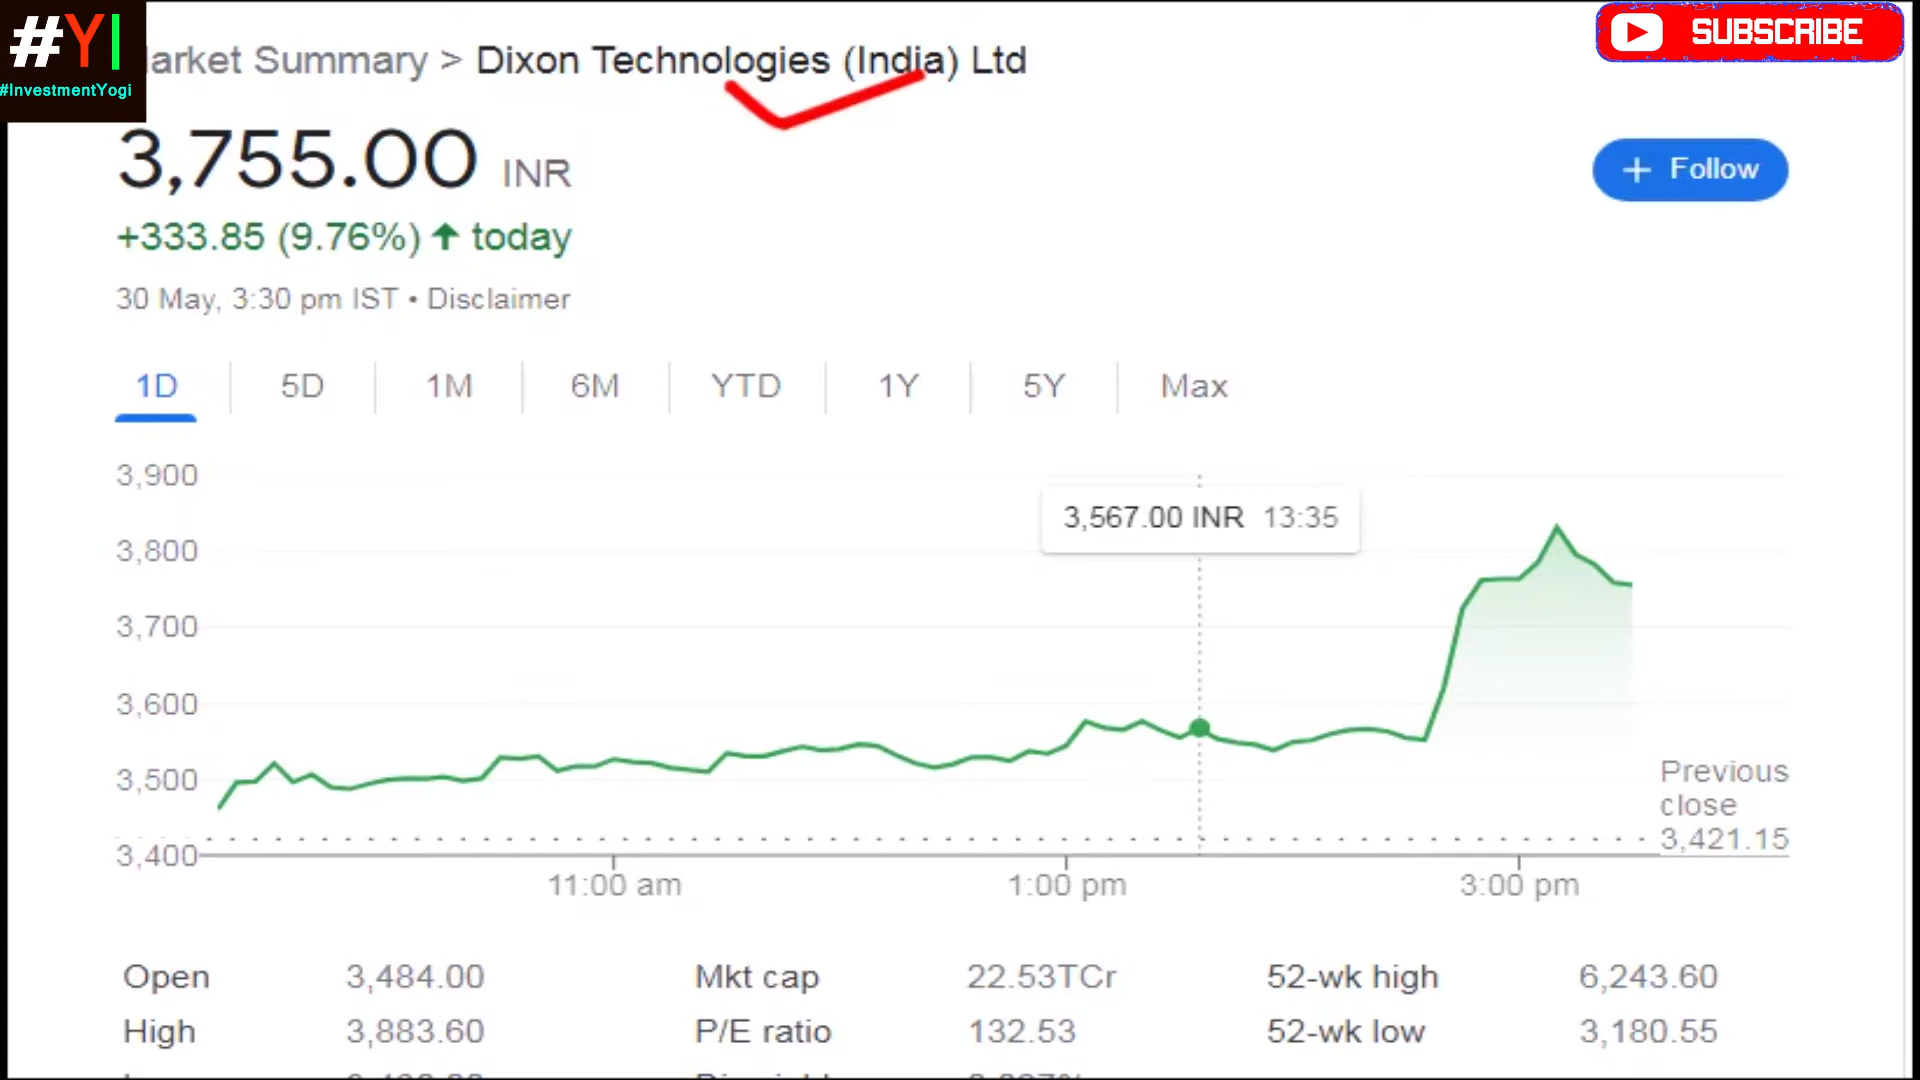 #YI
#InvestmentYogi
arket Summary > Dixon Technologies (India) Ltd
SUBSCRIBE
3,755.00 INR
+ Follow
+333.85 (9.76%) ↑ today
30 May, 3:30 pm IST • Disclaimer
1D 5D 1M 6M YTD 1Y 5Y Max
3,900
3,567.00 INR 13:35
3,800
3,700
3,600
3,500
Previous
close
3,421.15
3,400
11:00 am 1:00 pm 3:00 pm
Open 3,484.00 Mkt cap 22.53TCr 52-wk high 6,243.60
High 3,883.60 P/E ratio 132.53 52-wk low 3,180.55